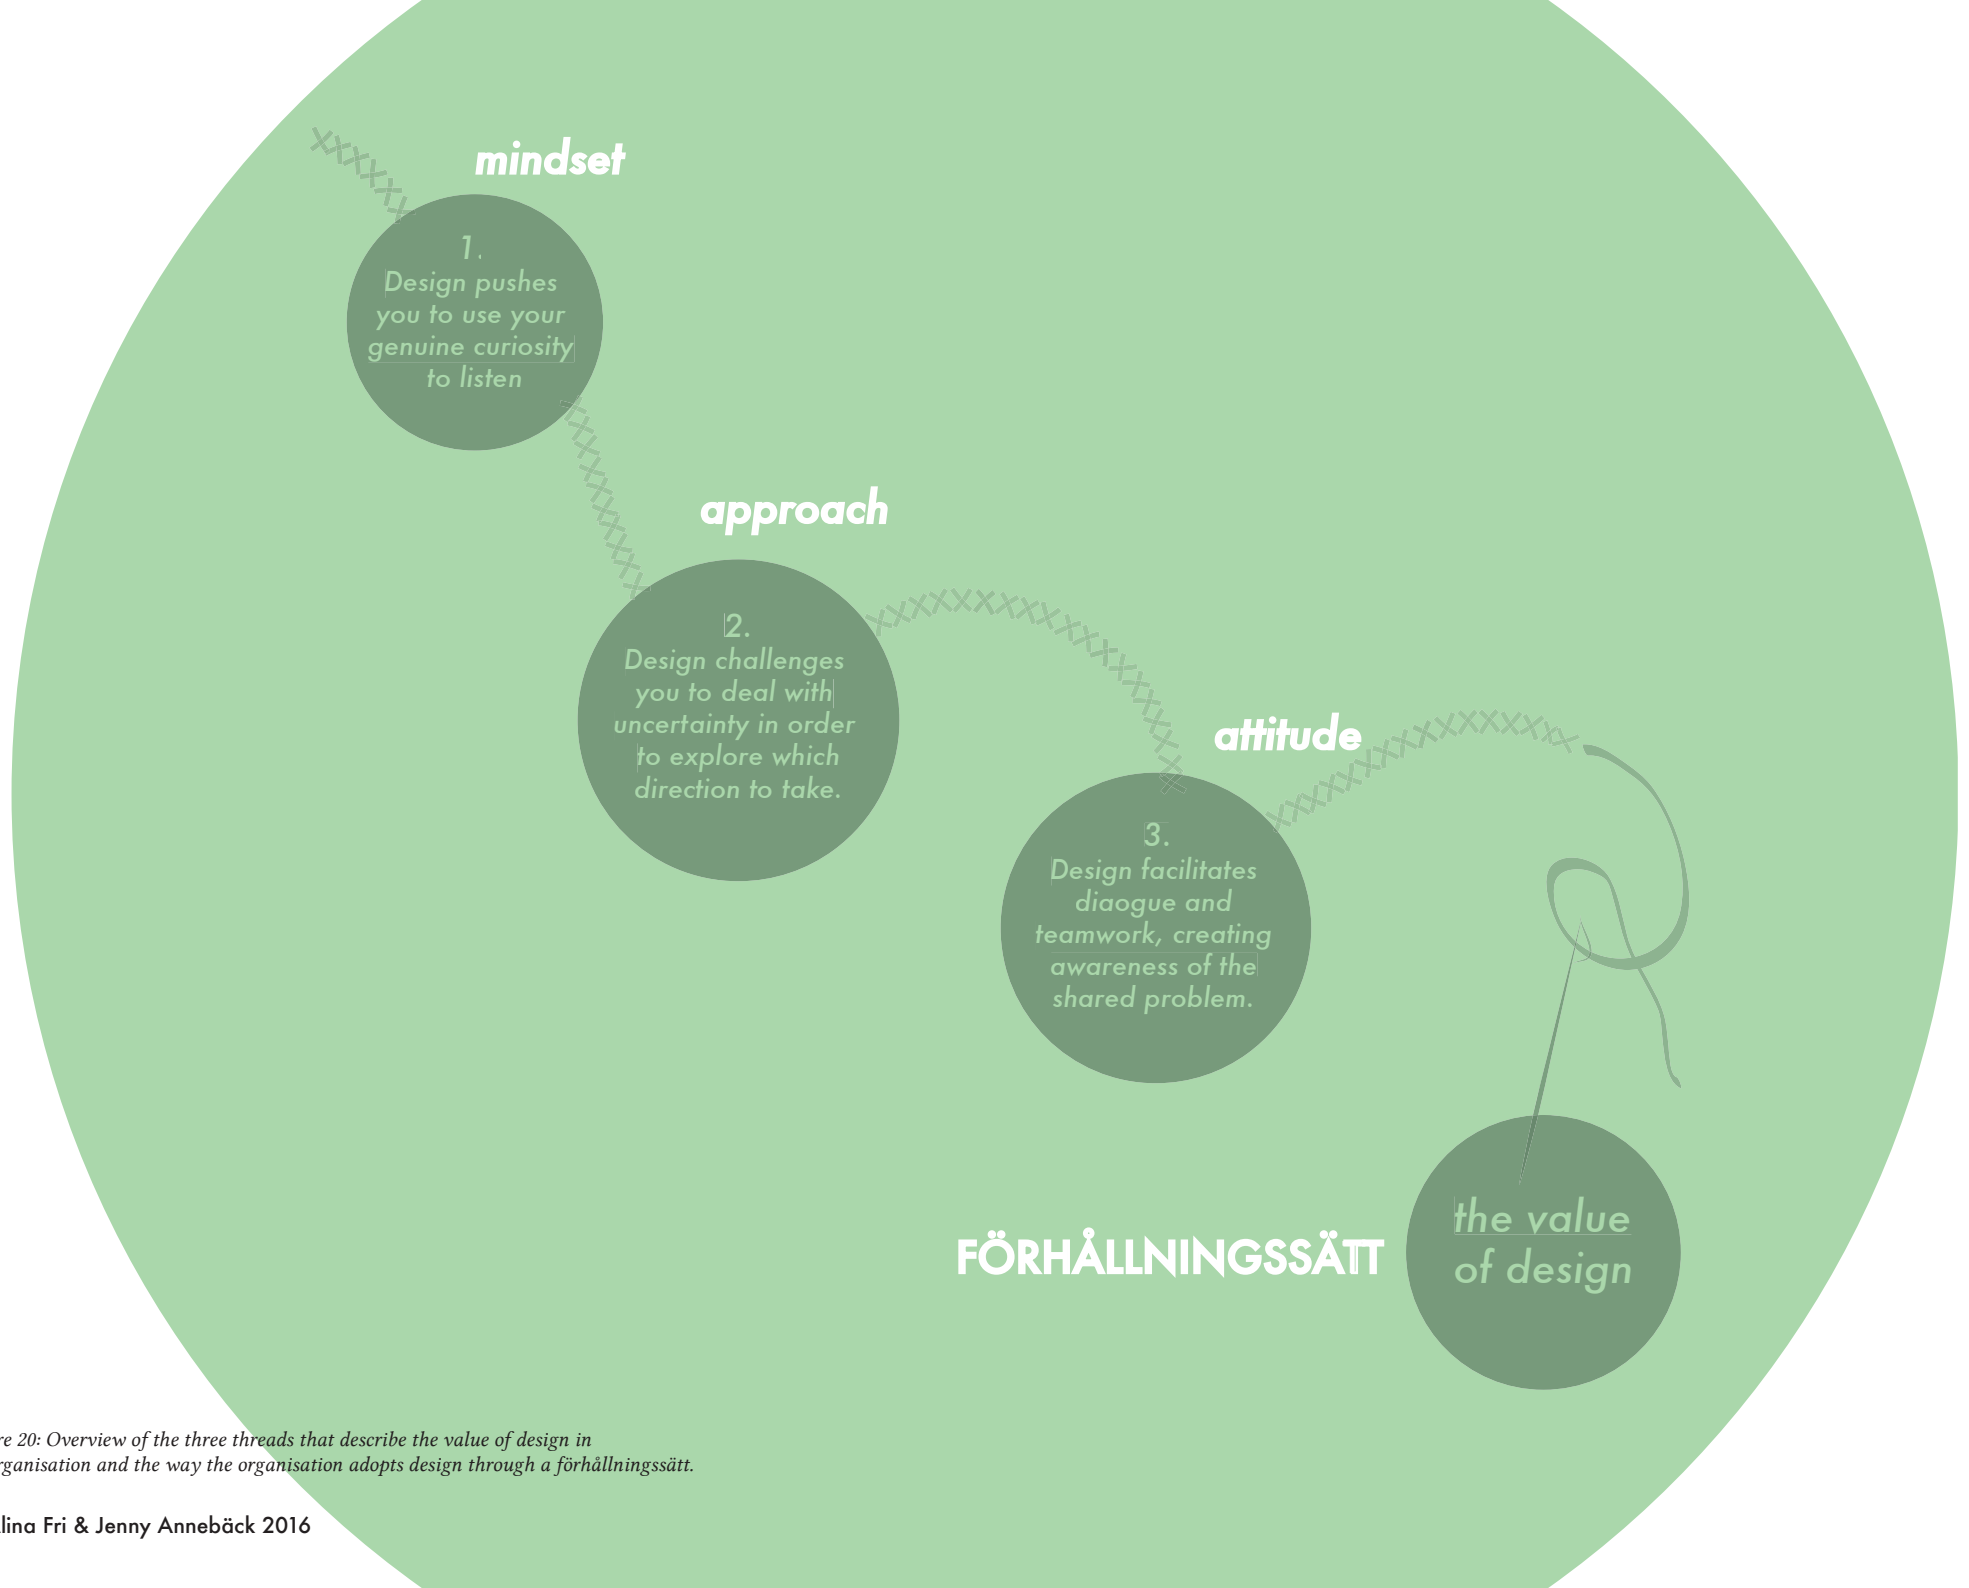 mindset
1.
Design pushes
you to use your
genuine curiosity
to listen
approach
2.
Design challenges
you to deal with
uncertainty in order
to explore which
direction to take.
attitude
3.
Design facilitates
diaogue and
teamwork, creating
awareness of the
shared problem.
FÖRHÅLLNINGSSÄTT
the value
of design
20: Overview of the three threads that describe the value of design in
and the way the organisation adopts design through a förhållningssätt.
Fri & Jenny Annebäck 2016